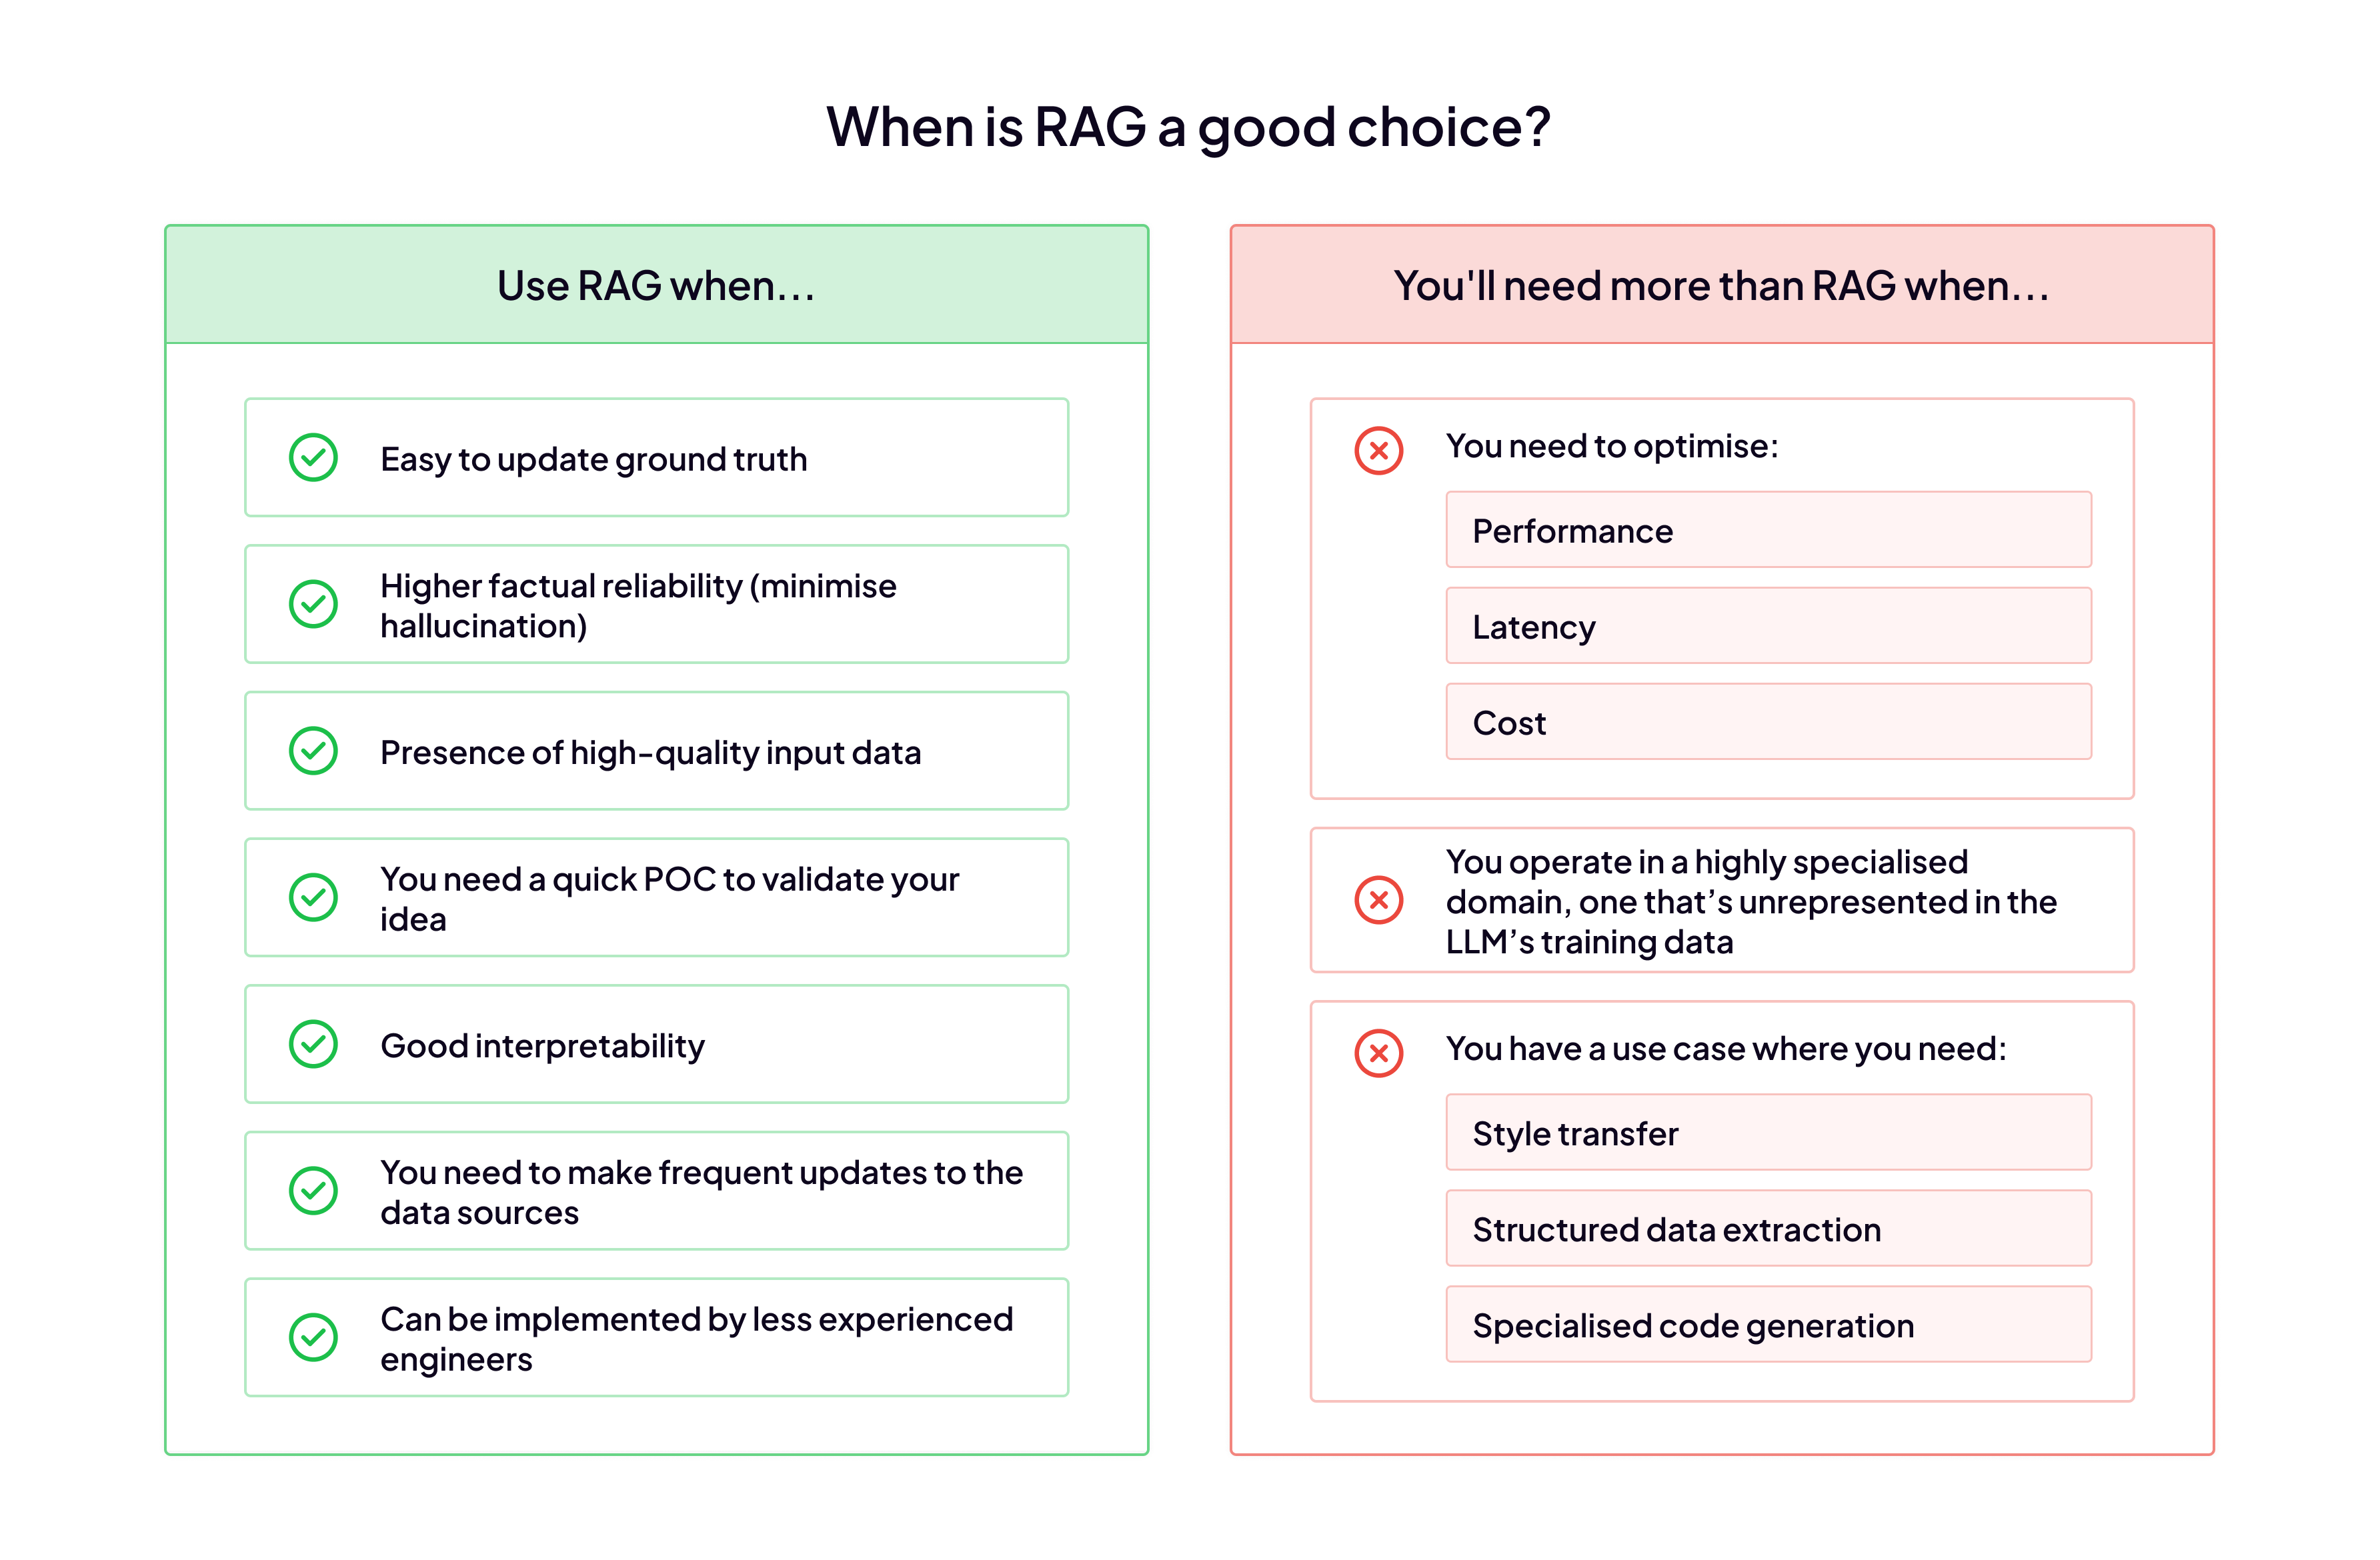 When is RAG a good choice?
Use RAG when...
Easy to update ground truth
Higher factual reliability (minimise
hallucination)
Presence of high-quality input data
You need a quick POC to validate your
idea
Good interpretability
You need to make frequent updates to the
data sources
Can be implemented by less experienced
engineers
You'll need more than RAG when...
You need to optimise:
Performance
Latency
Cost
You operate in a highly specialised
domain, one that’s unrepresented in the
LLM’s training data
You have a use case where you need:
Style transfer
Structured data extraction
Specialised code generation